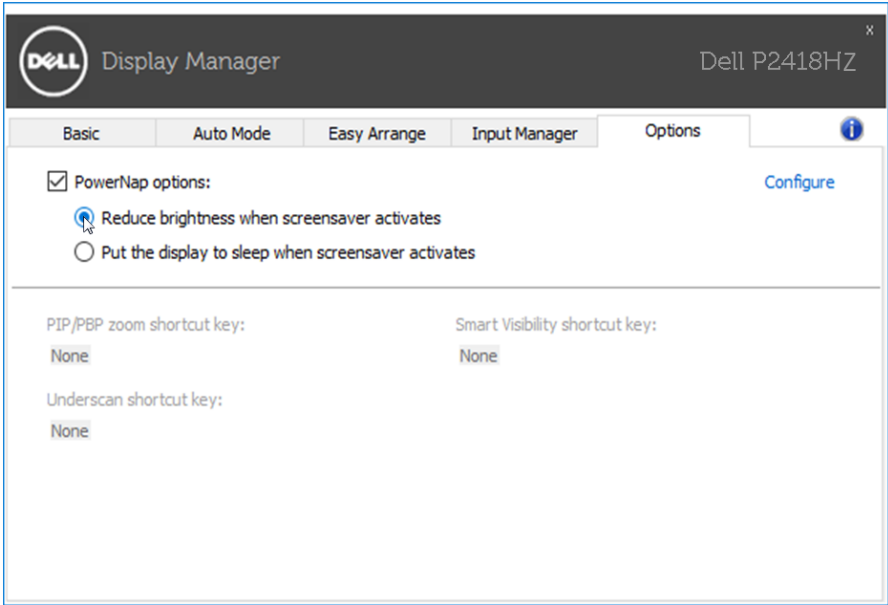 DELL Display Manager Dell P2418HZ
x
Basic Auto Mode Easy Arrange Input Manager Options i
PowerNap options: Configure
Reduce brightness when screensaver activates
Put the display to sleep when screensaver activates
PIP/PBP zoom shortcut key: Smart Visibility shortcut key:
None None
Underscan shortcut key:
None